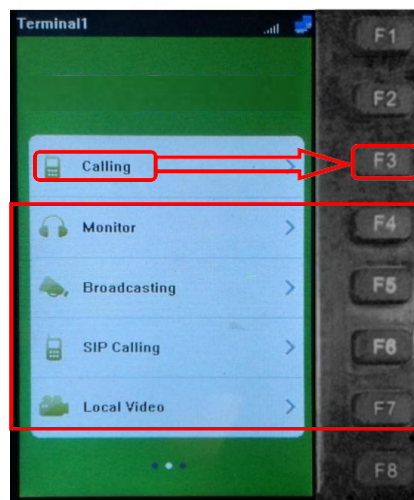 Terminal1
F1
F2
Calling F3
Monitor F4
Broadcasting F5
SIP Calling F6
Local Video F7
F8